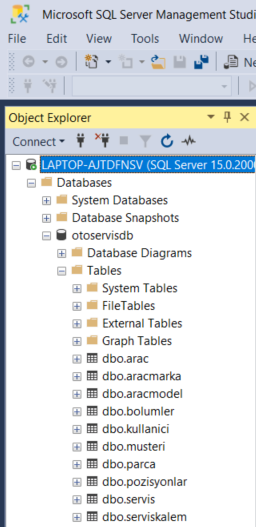 Microsoft SQL Server Management Studi
File Edit View Tools Window He
Ne
Object Explorer
Connect
LAPTOP-AJTDFNSV (SQL Server 15.0.200
Databases
System Databases
Database Snapshots
otoservisdb
Database Diagrams
Tables
System Tables
FileTables
External Tables
Graph Tables
dbo.arac
dbo.aracmarka
dbo.aracmodel
dbo.bolumler
dbo.kullanici
dbo.musteri
dbo.parca
dbo.pozisyonlar
dbo.servis
dbo.serviskalem